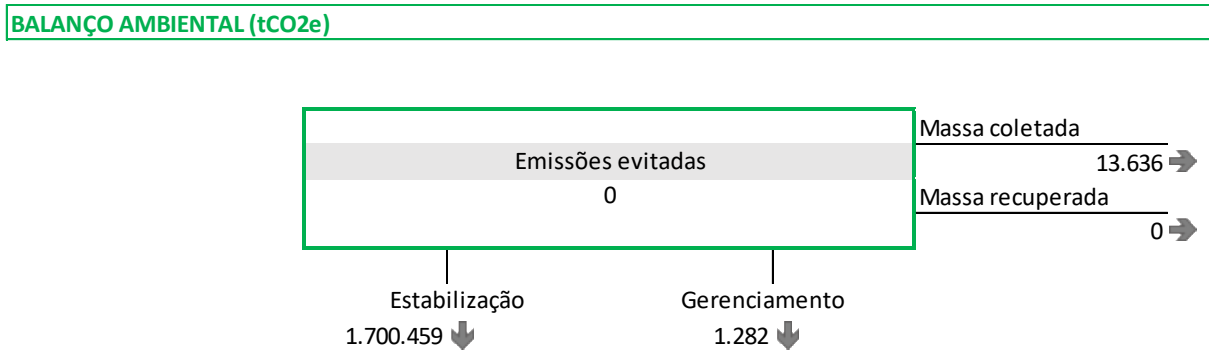 BALANÇO AMBIENTAL (tCO2e)
Massa coletada
Emissões evitadas
13.636
0
Massa recuperada
0
Estabilização
Gerenciamento
1.700.459
1.282